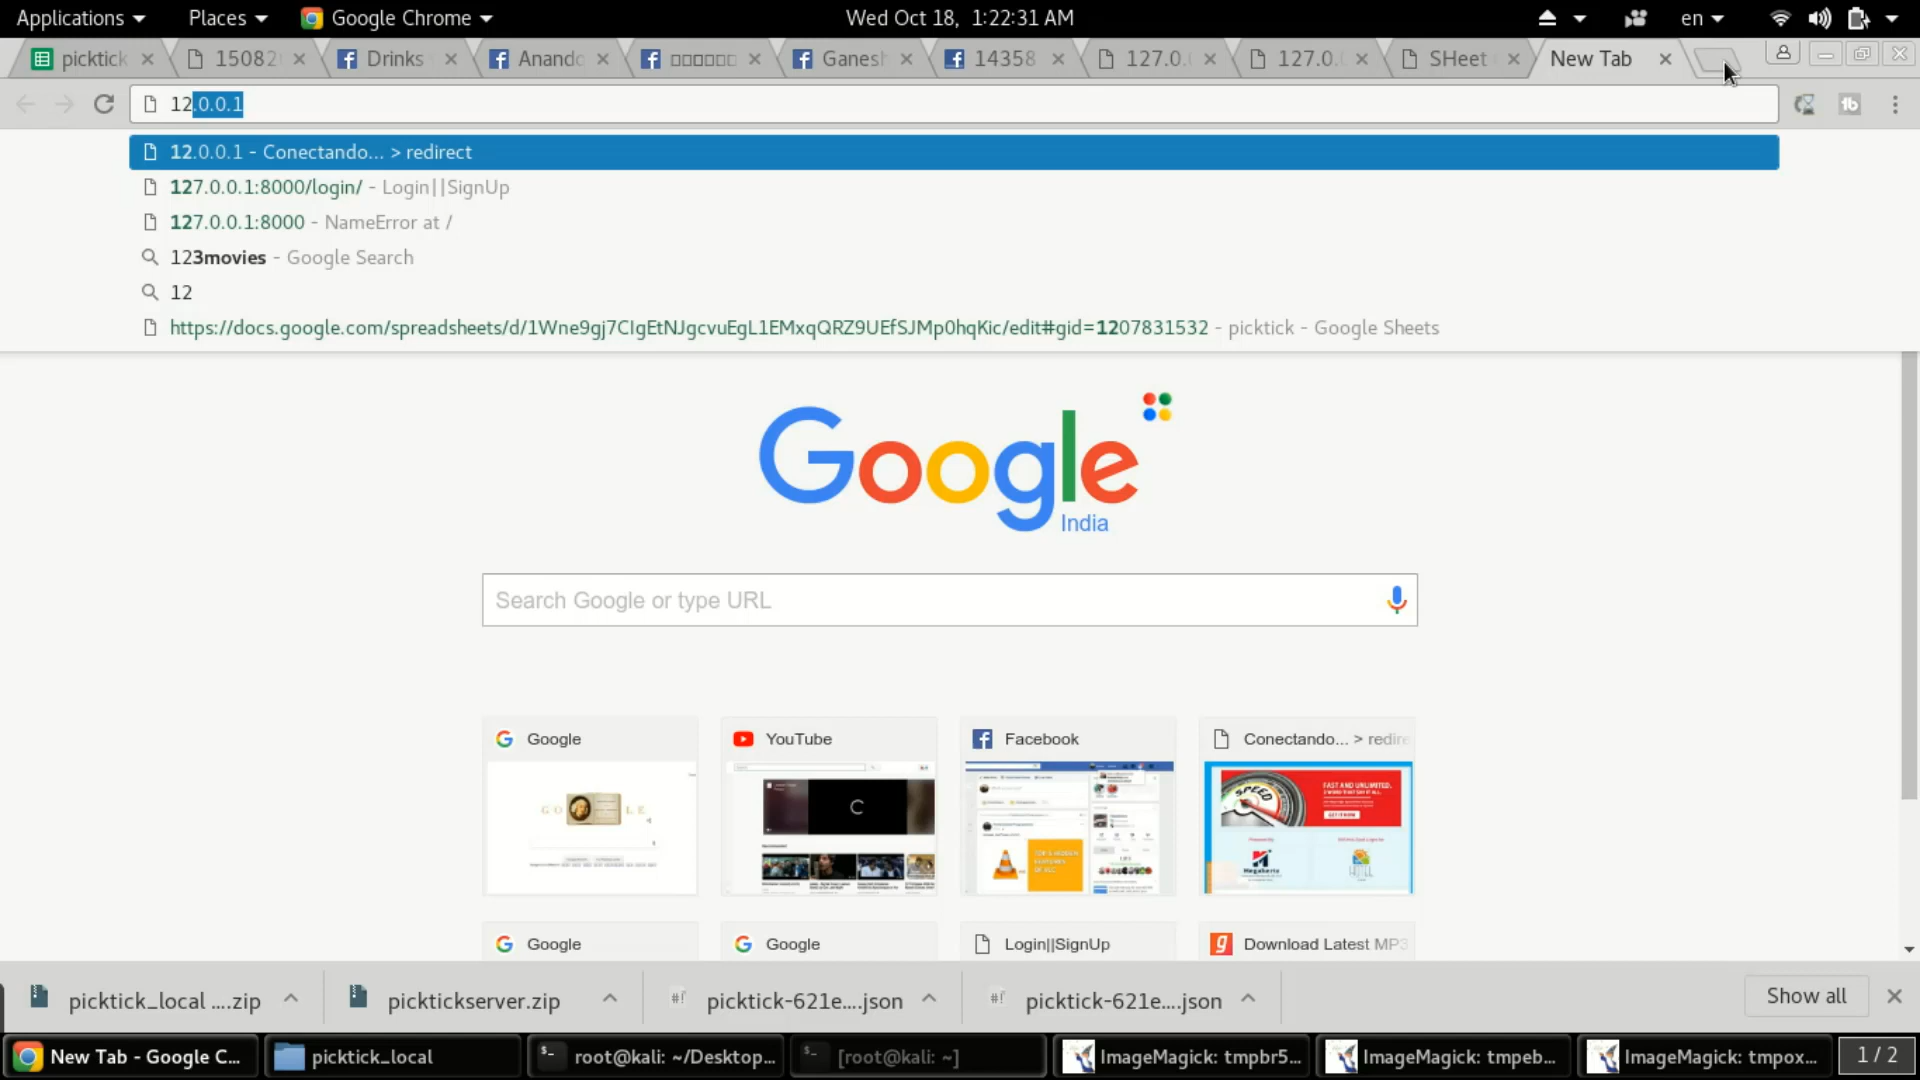 Applications Places Google Chrome Wed Oct 18, 1:22:31 AM en
picktick 15082 Drinks Anando □□□□□□ Ganesh 14358 127.0. 127.0. SHeet New Tab
12.0.0.1
12.0.0.1 - Conectando... > redirect
127.0.0.1:8000/login/ - Login||SignUp
127.0.0.1:8000 - NameError at /
123movies - Google Search
12
https://docs.google.com/spreadsheets/d/1Wne9gj7CIgEtNJgcvuEgL1EMxqQRZ9UEfSJMp0hqKic/edit#gid=1207831532 - picktick - Google Sheets
Google
India
Search Google or type URL
Google YouTube Facebook Conectando... > redire
FAST AND UNLIMITED.
SPEED
Google Google Login||SignUp Download Latest MP3
picktick_local ....zip picktickserver.zip picktick-621e....json picktick-621e....json Show all
New Tab - Google C... picktick_local root@kali: ~/Desktop... [root@kali: ~] ImageMagick: tmpbr5... ImageMagick: tmpeb... ImageMagick: tmpox... 1 / 2